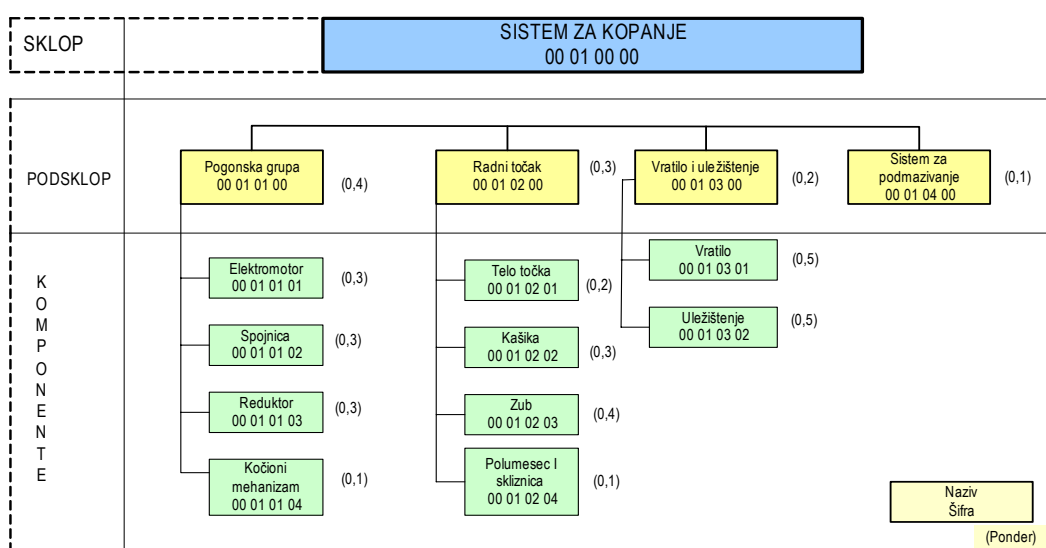 SKLOP
SISTEM ZA KOPANJE
00 01 00 00
PODSKLOP
Pogonska grupa
00 01 01 00
(0,4)
Radni točak
00 01 02 00
(0,3)
Vratilo i uležištenje
00 01 03 00
(0,2)
Sistem za
podmazivanje
00 01 04 00
(0,1)
KOMPONENTE
Elektromotor
00 01 01 01
(0,3)
Spojnica
00 01 01 02
(0,3)
Reduktor
00 01 01 03
(0,3)
Kočioni
mehanizam
00 01 01 04
(0,1)
Telo točka
00 01 02 01
(0,2)
Kašika
00 01 02 02
(0,3)
Zub
00 01 02 03
(0,4)
Polumesec I
skliznica
00 01 02 04
(0,1)
Vratilo
00 01 03 01
(0,5)
Uležištenje
00 01 03 02
(0,5)
Naziv
Šifra
(Ponder)